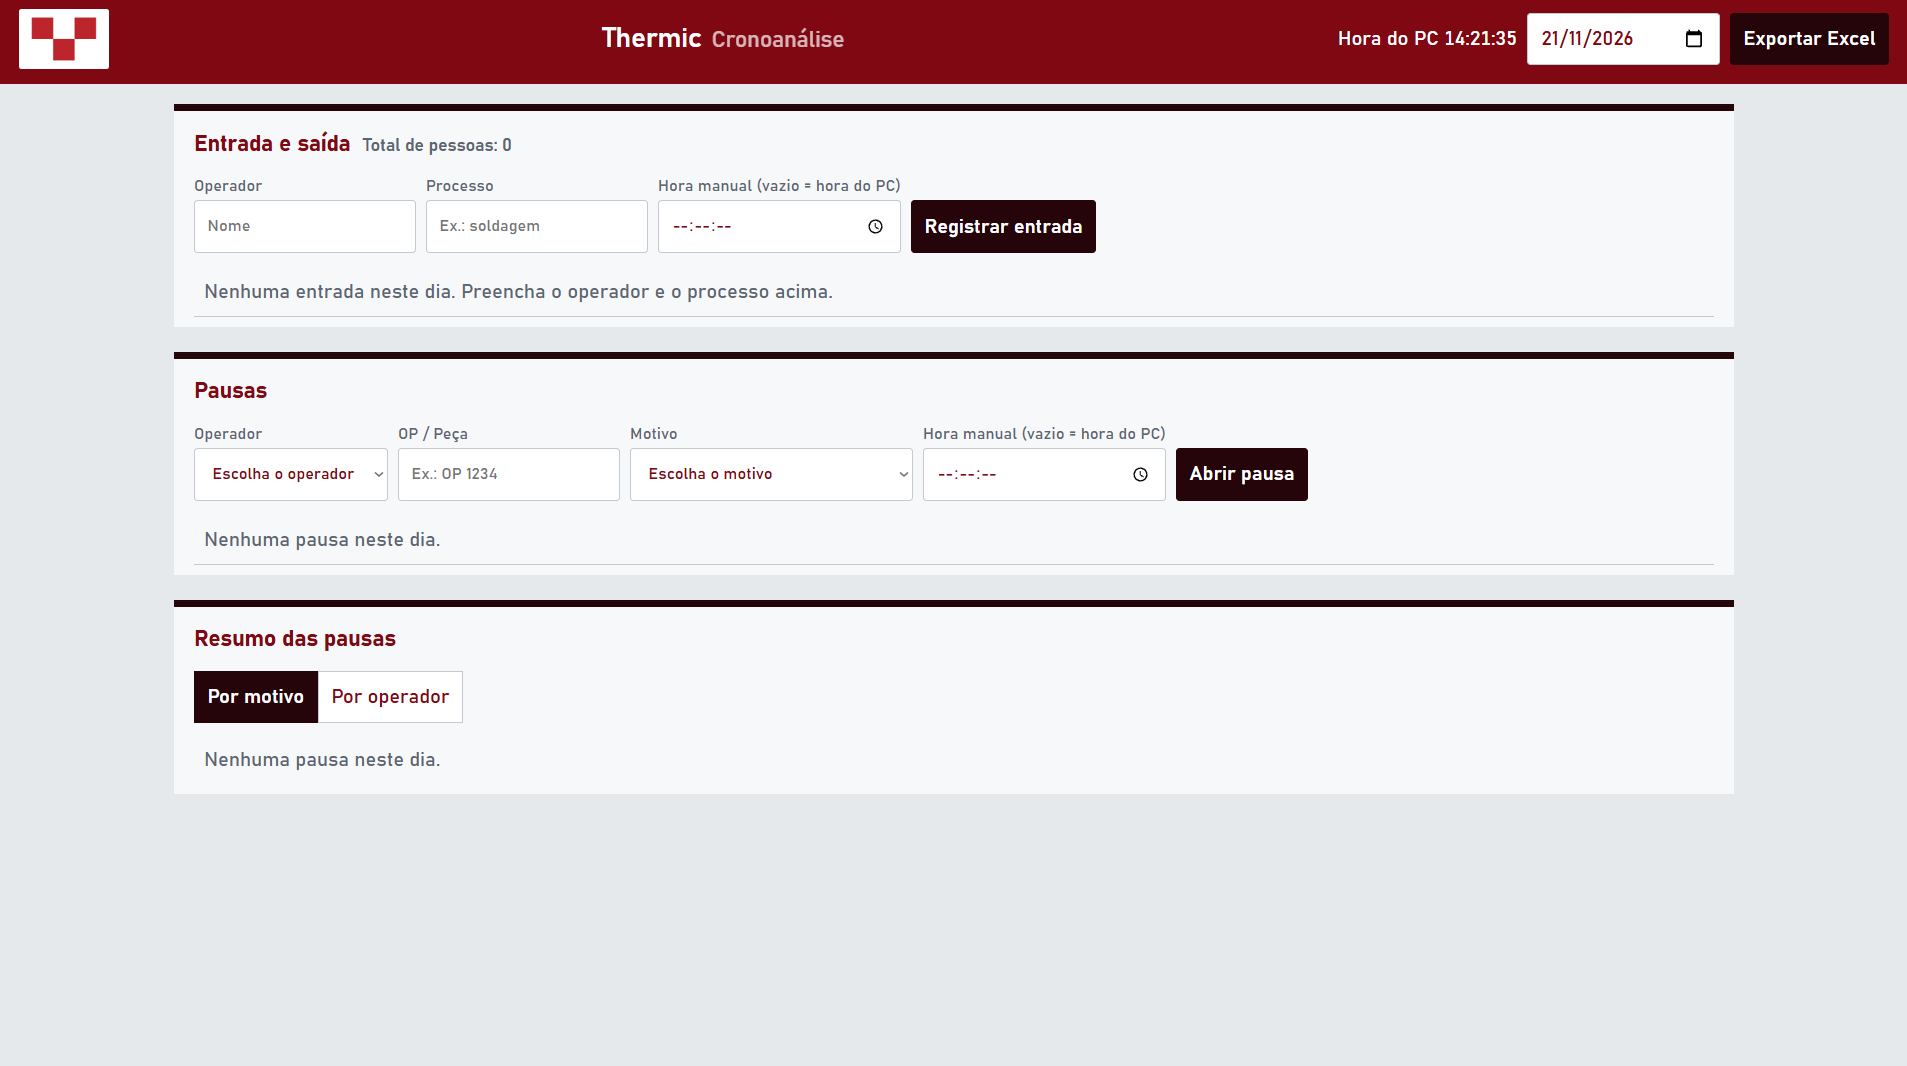 Thermic Cronoanálise
Hora do PC 14:21:35
21/11/2026
Exportar Excel
Entrada e saída Total de pessoas: 0
Operador Processo Hora manual (vazio = hora do PC)
Nome Ex.: soldagem --:--:-- Registrar entrada
Nenhuma entrada neste dia. Preencha o operador e o processo acima.
Pausas
Operador OP / Peça Motivo Hora manual (vazio = hora do PC)
Escolha o operador Ex.: OP 1234 Escolha o motivo --:--:-- Abrir pausa
Nenhuma pausa neste dia.
Resumo das pausas
Por motivo Por operador
Nenhuma pausa neste dia.